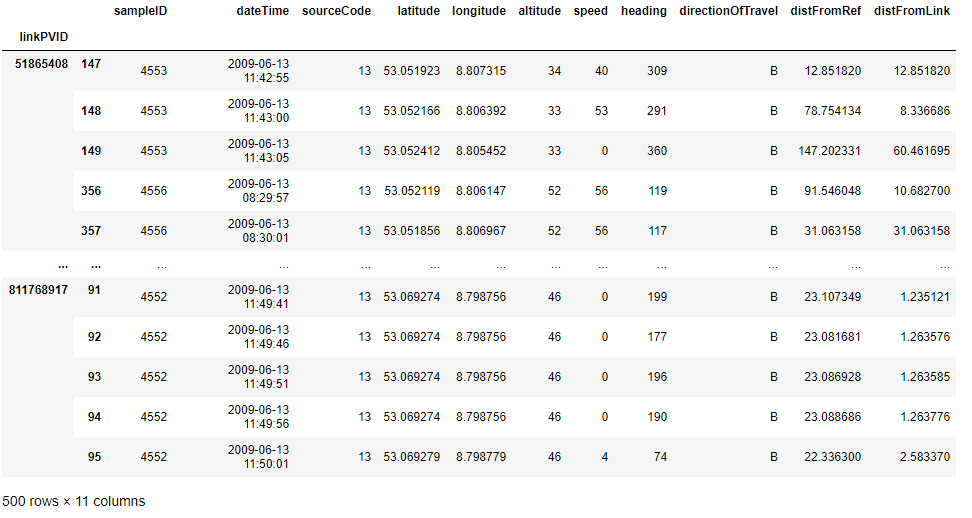 sampleID dateTime sourceCode latitude longitude altitude speed heading directionOfTravel distFromRef distFromLink
linkPVID
51865408 147 4553 2009-06-13 11:42:55 13 53.051923 8.807315 34 40 309 B 12.851820 12.851820
148 4553 2009-06-13 11:43:00 13 53.052166 8.806392 33 53 291 B 78.754134 8.336686
149 4553 2009-06-13 11:43:05 13 53.052412 8.805452 33 0 360 B 147.202331 60.461695
356 4556 2009-06-13 08:29:57 13 53.052119 8.806147 52 56 119 B 91.546048 10.682700
357 4556 2009-06-13 08:30:01 13 53.051856 8.806967 52 56 117 B 31.063158 31.063158
... ... ... ... ... ... ... ... ... ... ... ... ...
811768917 91 4552 2009-06-13 11:49:41 13 53.069274 8.798756 46 0 199 B 23.107349 1.235121
92 4552 2009-06-13 11:49:46 13 53.069274 8.798756 46 0 177 B 23.081681 1.263576
93 4552 2009-06-13 11:49:51 13 53.069274 8.798756 46 0 196 B 23.086928 1.263585
94 4552 2009-06-13 11:49:56 13 53.069274 8.798756 46 0 190 B 23.088686 1.263776
95 4552 2009-06-13 11:50:01 13 53.069279 8.798779 46 4 74 B 22.336300 2.583370
500 rows × 11 columns